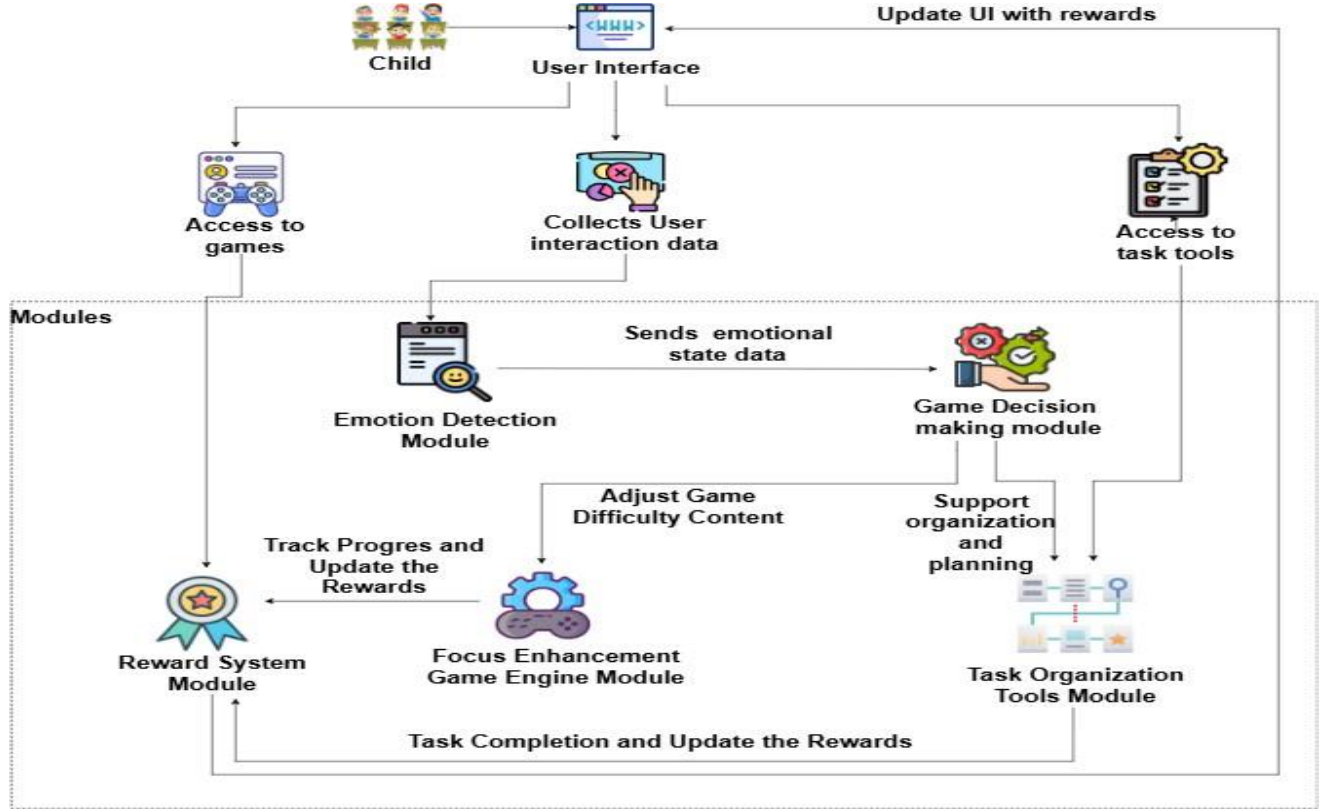 Update UI with rewards
<WWW>
Child
User Interface
Access to
games
Collects User
interaction data
Access to
task tools
Modules
Sends emotional
state data
Emotion Detection
Module
Game Decision
making module
Adjust Game
Difficulty Content
Support
organization
and
planning
Track Progres and
Update the
Rewards
Reward System
Module
Focus Enhancement
Game Engine Module
Task Organization
Tools Module
Task Completion and Update the Rewards